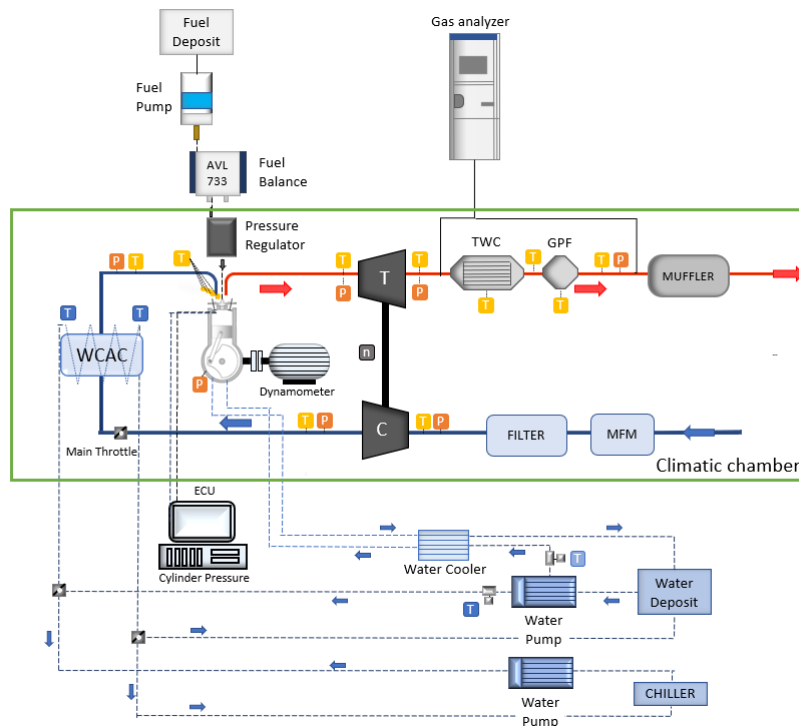 Gas analyzer
Fuel
Deposit
Fuel
Pump
AVL
733
Fuel
Balance
Pressure
Regulator
TWC
GPF
P T
T
T
T
T
T
T P
T
P
P
T
T
MUFFLER
T
T
WCAC
n
P
Dynamometer
T P
C
T P
FILTER
MFM
Main Throttle
Climatic chamber
ECU
Cylinder Pressure
Water Cooler
T
T
Water
Pump
Water
Deposit
Water
Pump
CHILLER